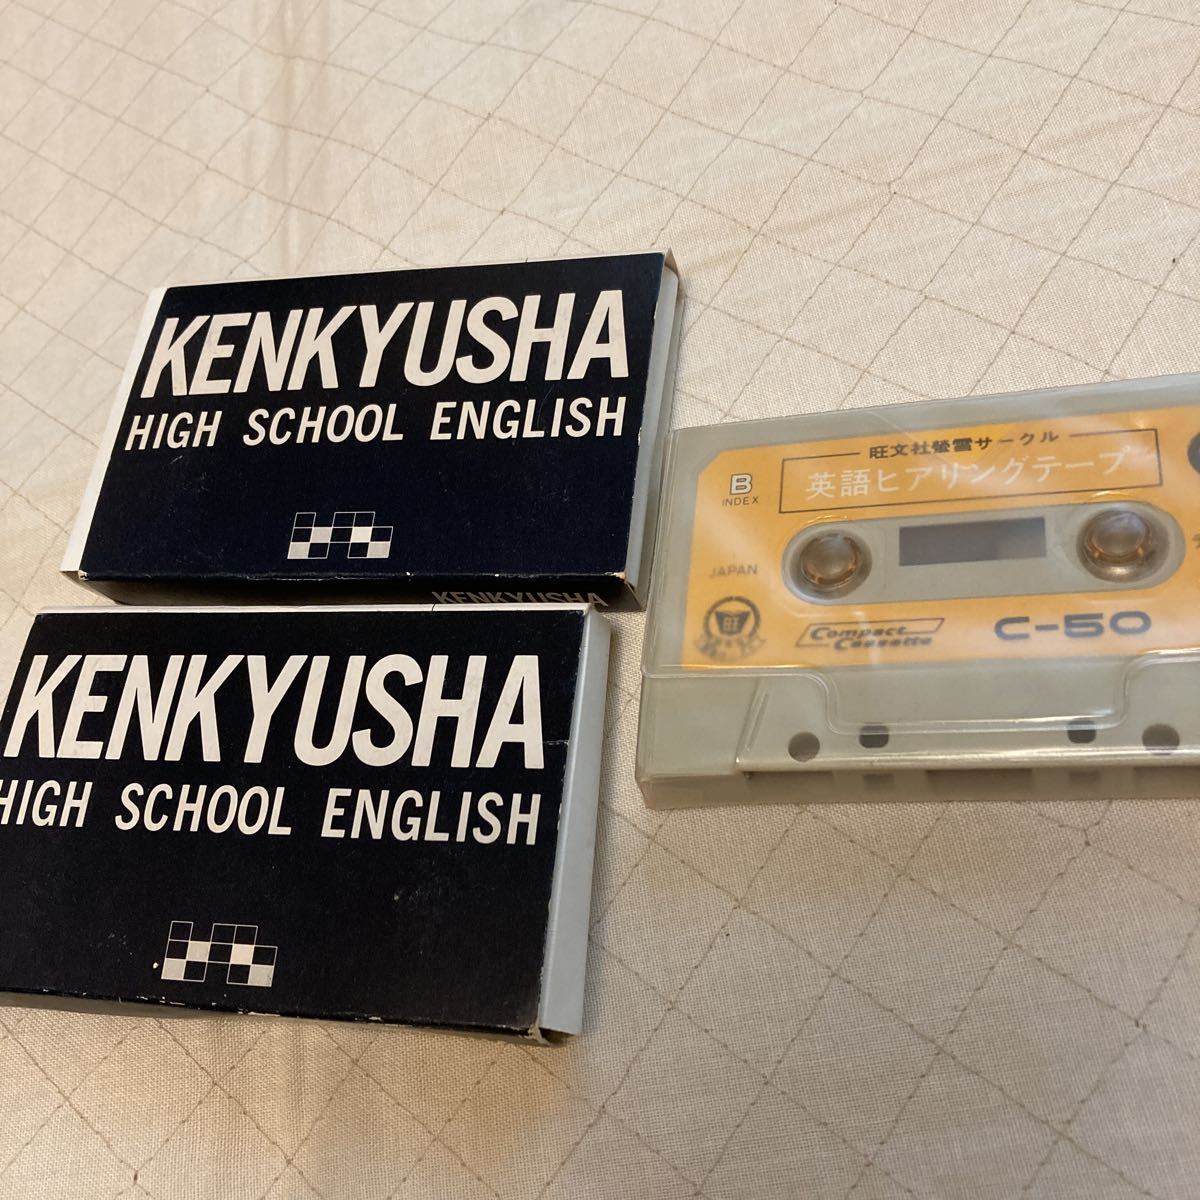 KENKYUSHA
HIGH SCHOOL ENGLISH
KENKYUSHA
KENKYUSHA
HIGH SCHOOL ENGLISH
旺文社螢雪サークル
英語ヒアリングテープ
B
INDEX
JAPAN
Compact
Cassette
C-50